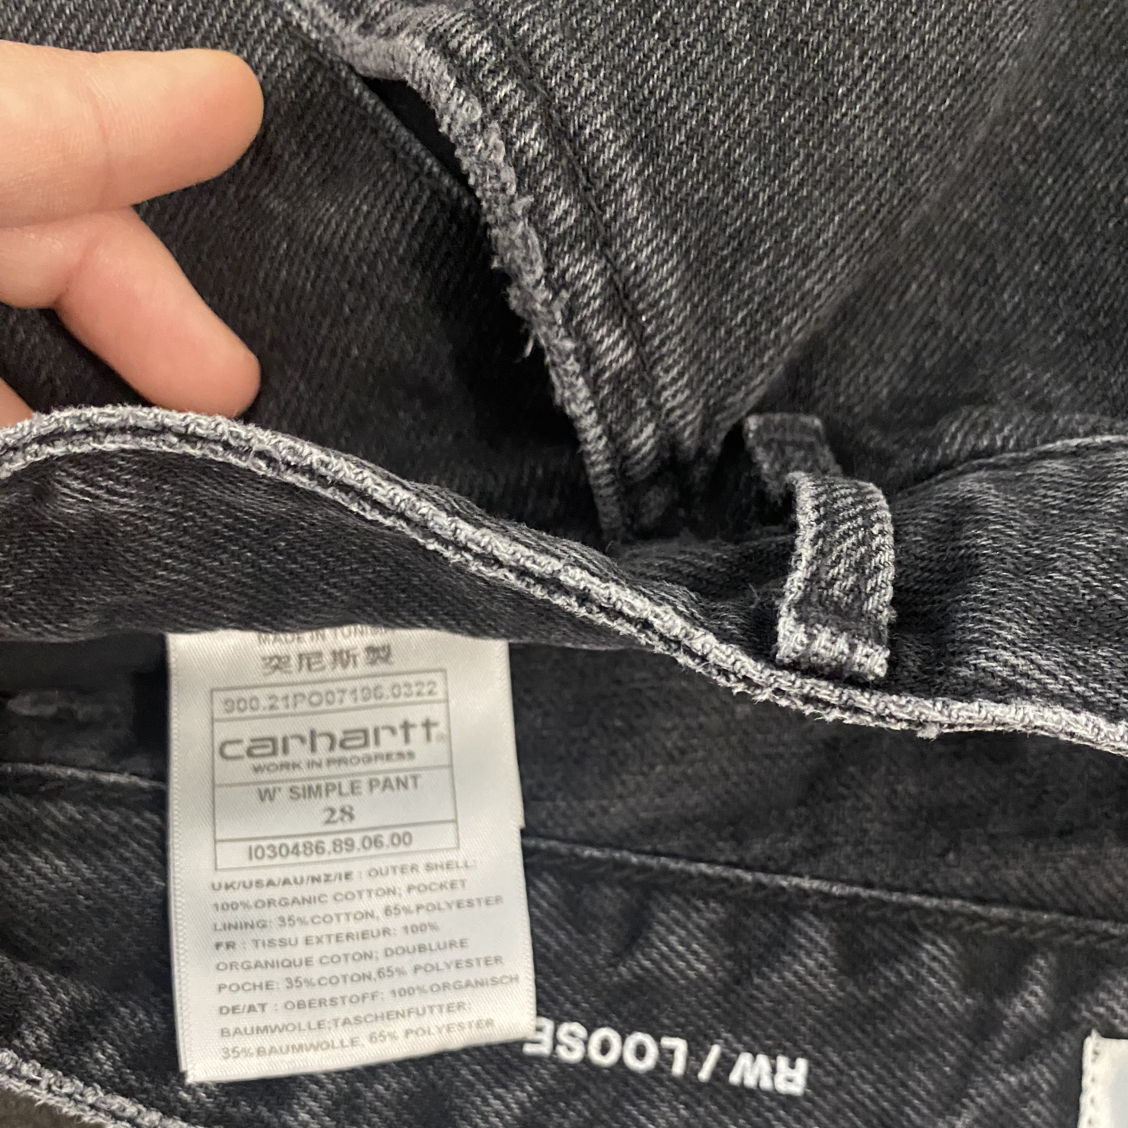 MADE IN TUNISIA
突尼斯製
900.21PO07196.0322
carhartt
WORK IN PROGRESS
W' SIMPLE PANT
28
I030486.89.06.00
UK/USA/AU/NZ/IE : OUTER SHELL:
100%ORGANIC COTTON; POCKET
LINING: 35%COTTON, 65%POLYESTER
FR : TISSU EXTERIEUR: 100%
ORGANIQUE COTON; DOUBLURE
POCHE: 35%COTON,65% POLYESTER
DE/AT : OBERSTOFF: 100%ORGANISCH
BAUMWOLLE;TASCHENFUTTER:
35%BAUMWOLLE, 65% POLYESTER
RW / LOOSE